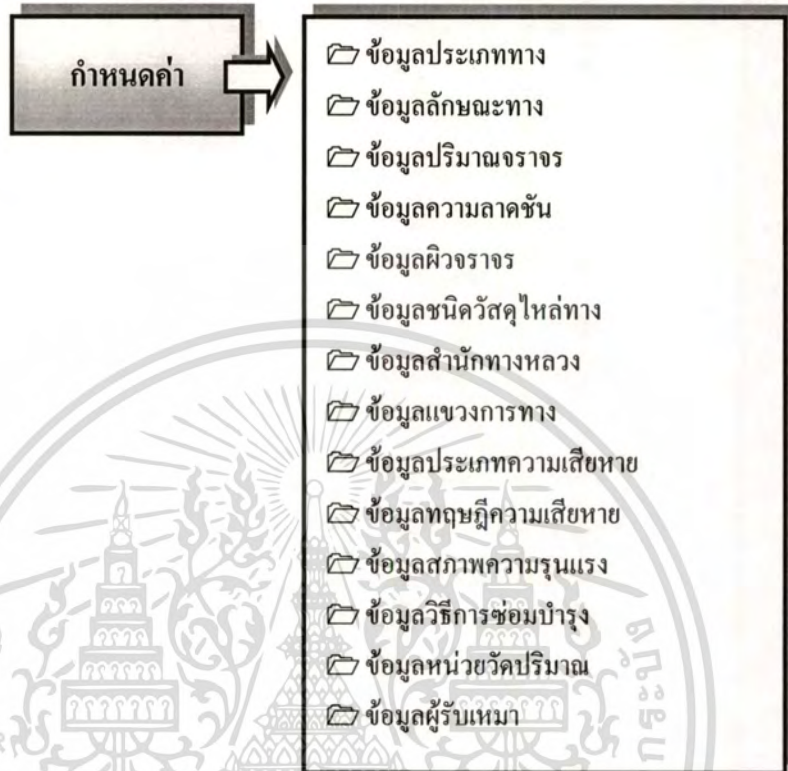 กำหนดค่า
ข้อมูลประเภททาง
ข้อมูลลักษณะทาง
ข้อมูลปริมาณจราจร
ข้อมูลความลาดชัน
ข้อมูลผิวจราจร
ข้อมูลชนิดวัสดุไหล่ทาง
ข้อมูลสำนักทางหลวง
ข้อมูลแขวงการทาง
ข้อมูลประเภทความเสียหาย
ข้อมูลทฤษฎีความเสียหาย
ข้อมูลสภาพความรุนแรง
ข้อมูลวิธีการซ่อมบำรุง
ข้อมูลหน่วยวัดปริมาณ
ข้อมูลผู้รับเหมา